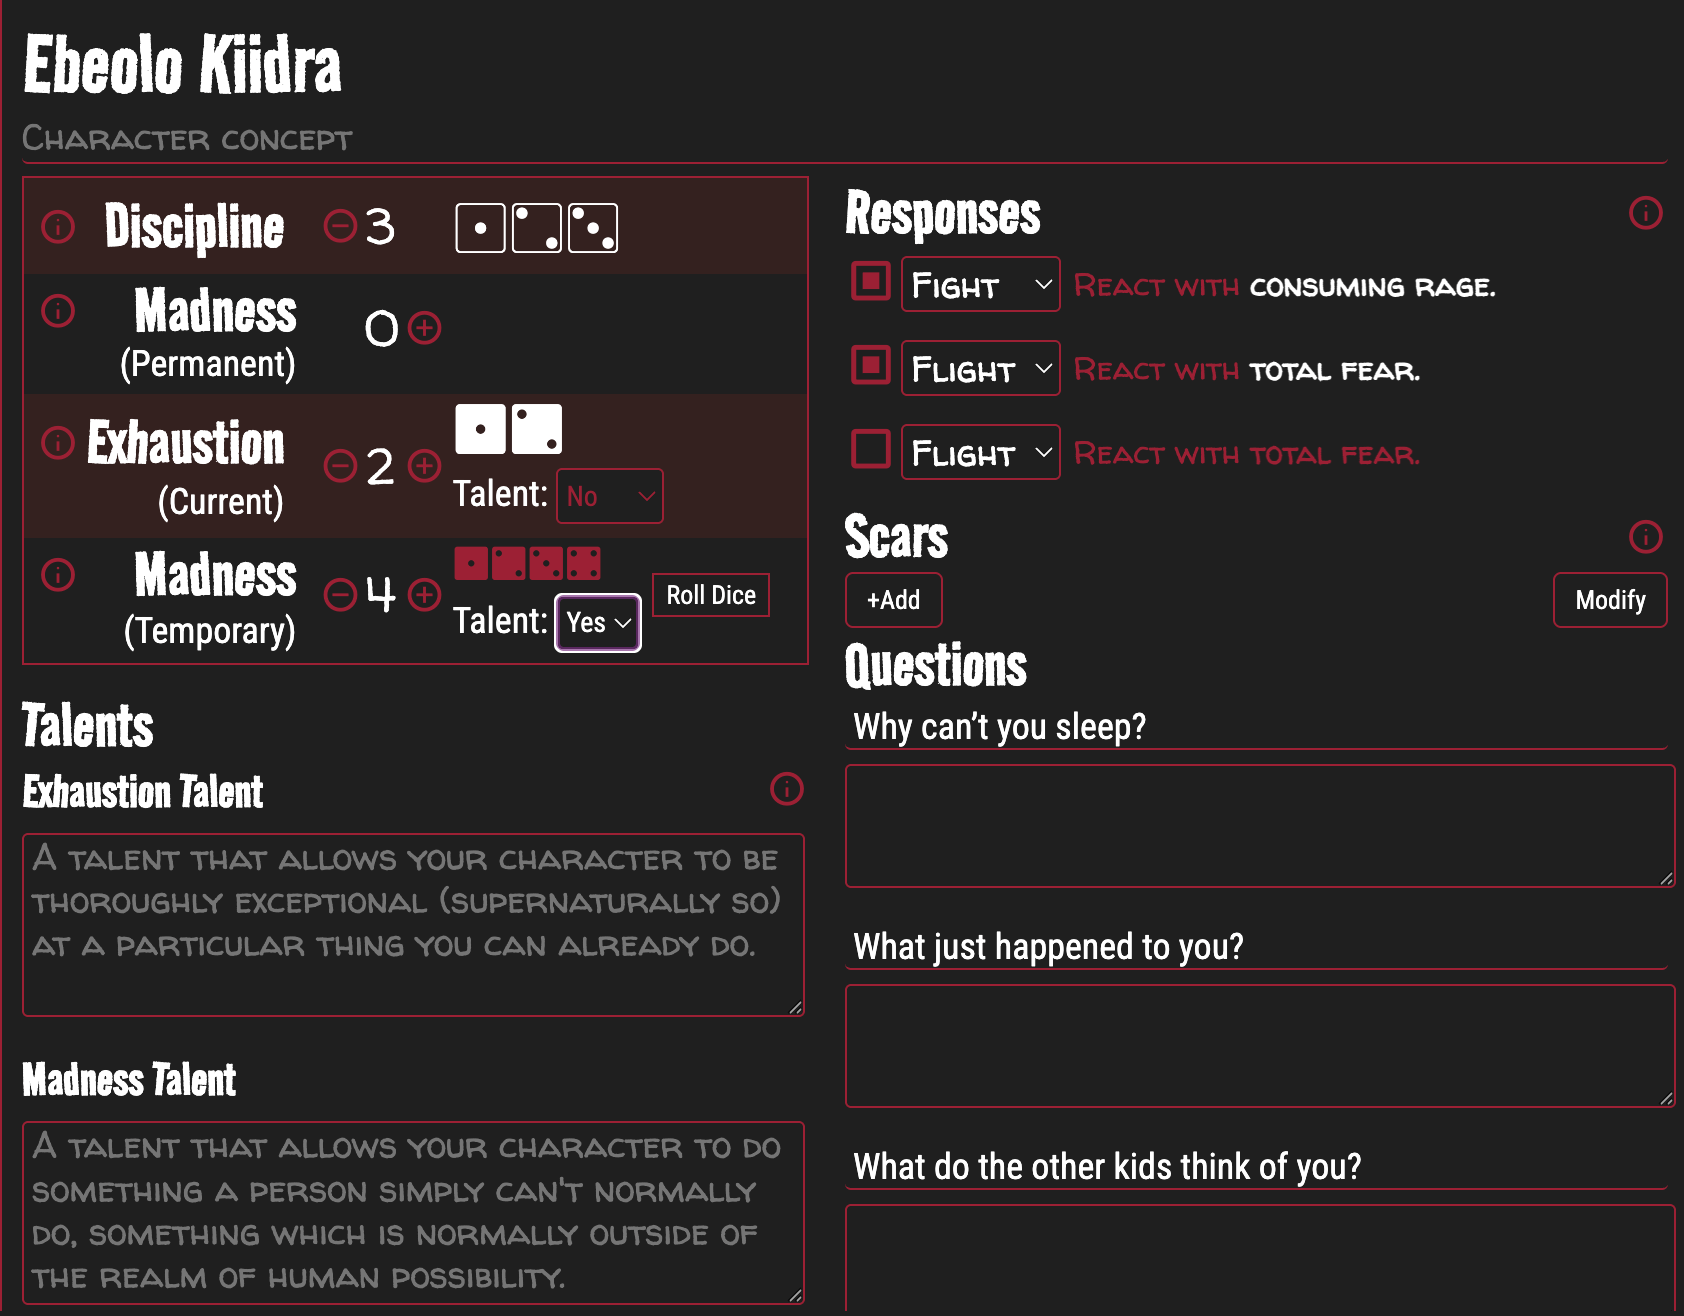 Ebeolo Kiidra
Character concept
Discipline 3
Madness
(Permanent) 0
Exhaustion
(Current) 2
Talent: No
Madness
(Temporary) 4
Talent: Yes
Roll Dice
Talents
Exhaustion Talent
A talent that allows your character to be
thoroughly exceptional (supernaturally so)
at a particular thing you can already do.
Madness Talent
A talent that allows your character to do
something a person simply can't normally
do, something which is normally outside of
the realm of human possibility.
Responses
Fight React with consuming rage.
Flight React with total fear.
Flight React with total fear.
Scars
+Add
Modify
Questions
Why can’t you sleep?
What just happened to you?
What do the other kids think of you?